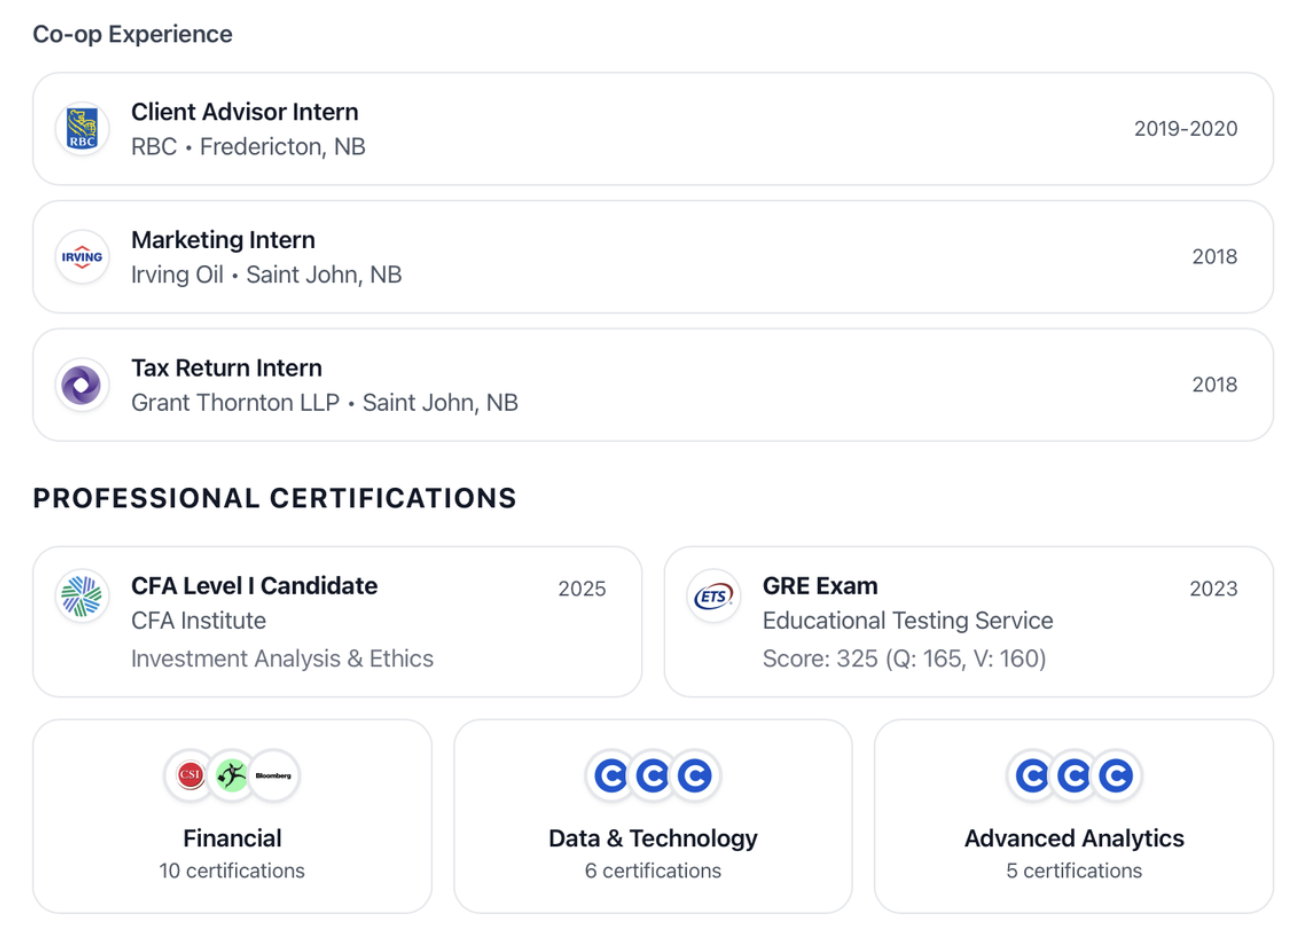 Co-op Experience
RBC
Client Advisor Intern
RBC • Fredericton, NB
2019-2020
IRVING
Marketing Intern
Irving Oil • Saint John, NB
2018
Tax Return Intern
Grant Thornton LLP • Saint John, NB
2018
PROFESSIONAL CERTIFICATIONS
CFA Level I Candidate
2025
CFA Institute
Investment Analysis & Ethics
ETS
GRE Exam
2023
Educational Testing Service
Score: 325 (Q: 165, V: 160)
CSI
Bloomberg
Financial
10 certifications
C C C
Data & Technology
6 certifications
C C C
Advanced Analytics
5 certifications